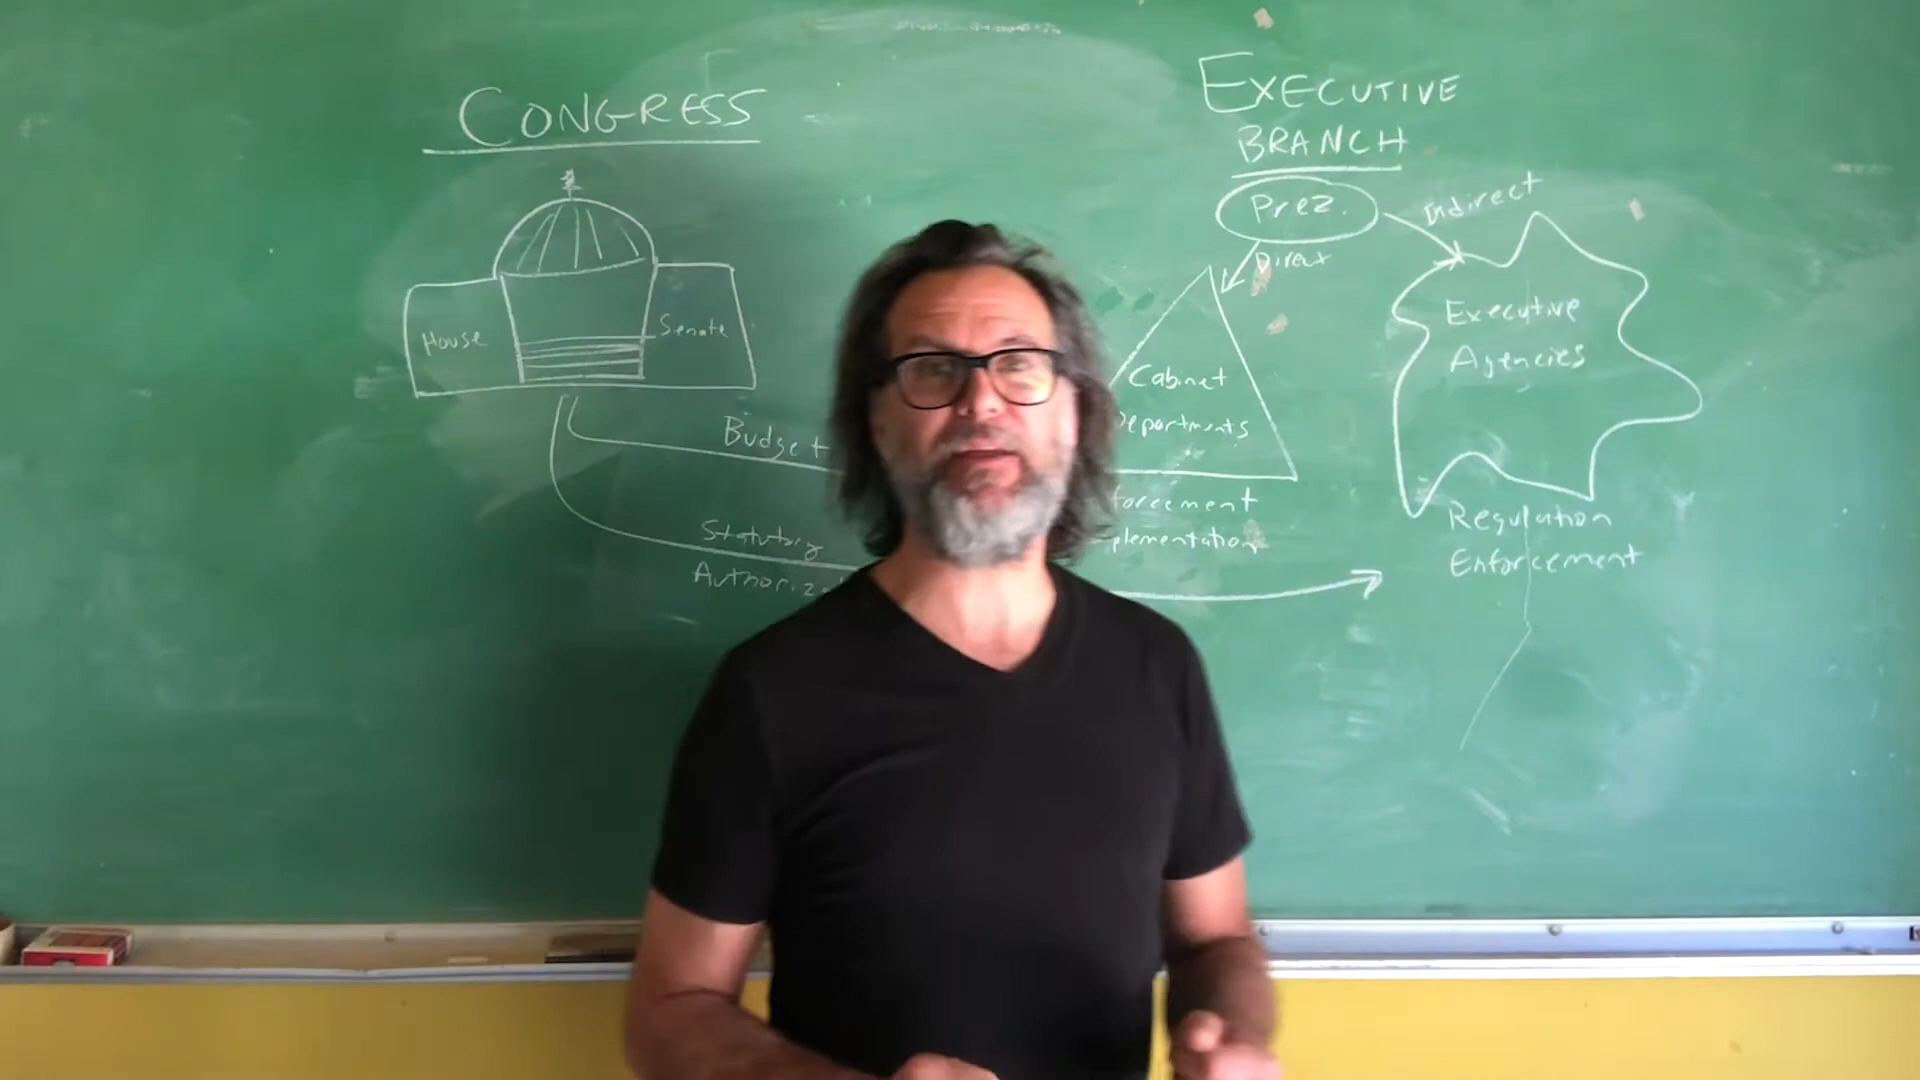 CONGRESS
House
Senate
Budget
Statutory
EXECUTIVE
BRANCH
Prez.
Indirect
Direct
Cabinet
Executive
Agencies
Regulation
Enforcement